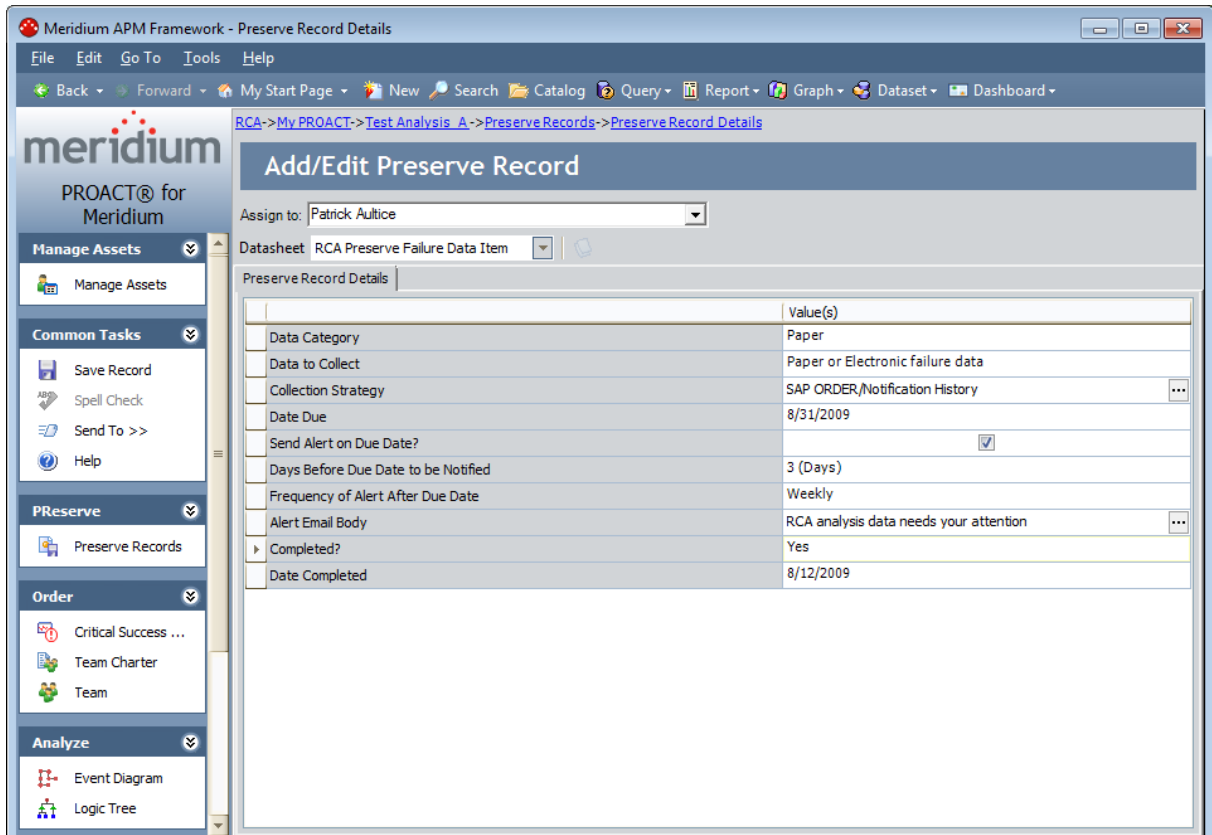 Meridium APM Framework - Preserve Record Details
File Edit Go To Tools Help
Back Forward My Start Page New Search Catalog Query Report Graph Dataset Dashboard
meridium
PROACT® for
Meridium
RCA->My PROACT->Test Analysis A->Preserve Records->Preserve Record Details
Add/Edit Preserve Record
Assign to: Patrick Aultice
Datasheet RCA Preserve Failure Data Item
Preserve Record Details
Manage Assets
Manage Assets
Common Tasks
Save Record
ABC Spell Check
Send To >>
Help
PReserve
Preserve Records
Order
Critical Success ...
Team Charter
Team
Analyze
Event Diagram
Logic Tree
Value(s)
Data Category Paper
Data to Collect Paper or Electronic failure data
Collection Strategy SAP ORDER/Notification History ...
Date Due 8/31/2009
Send Alert on Due Date?
Days Before Due Date to be Notified 3 (Days)
Frequency of Alert After Due Date Weekly
Alert Email Body RCA analysis data needs your attention ...
Completed? Yes
Date Completed 8/12/2009